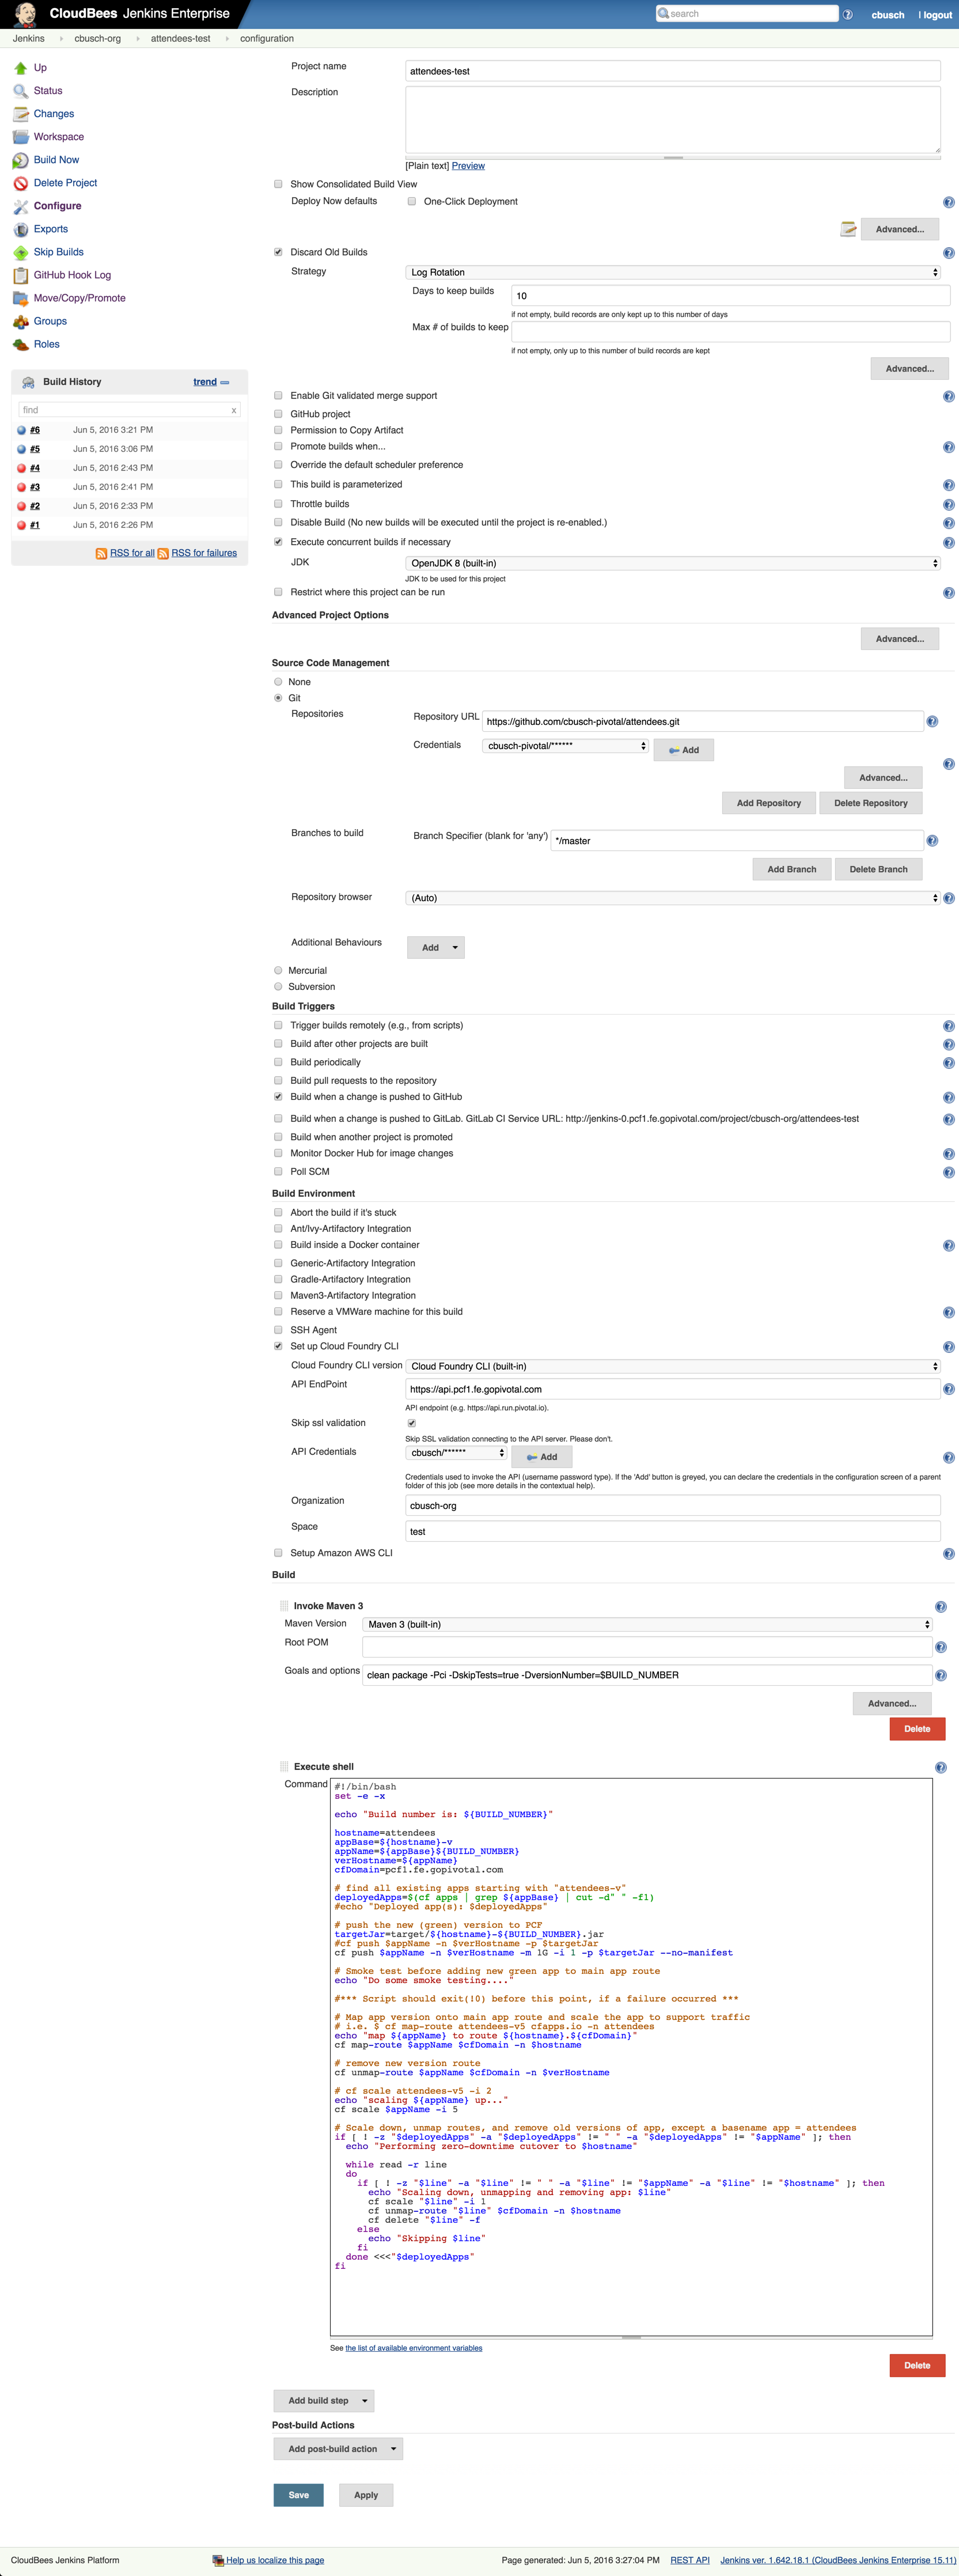 CloudBees Jenkins Enterprise
search
cbusch | logout
Jenkins cbusch-org attendees-test configuration
Up
Status
Changes
Workspace
Build Now
Delete Project
Configure
Exports
Skip Builds
GitHub Hook Log
Move/Copy/Promote
Groups
Roles
Build History trend
find x
#6 Jun 5, 2016 3:21 PM
#5 Jun 5, 2016 3:06 PM
#4 Jun 5, 2016 2:43 PM
#3 Jun 5, 2016 2:41 PM
#2 Jun 5, 2016 2:33 PM
#1 Jun 5, 2016 2:26 PM
RSS for all RSS for failures
Project name attendees-test
Description
[Plain text] Preview
Show Consolidated Build View
Deploy Now defaults One-Click Deployment
Advanced...
Discard Old Builds
Strategy Log Rotation
Days to keep builds 10
if not empty, build records are only kept up to this number of days
Max # of builds to keep
if not empty, only up to this number of build records are kept
Advanced...
Enable Git validated merge support
GitHub project
Permission to Copy Artifact
Promote builds when...
Override the default scheduler preference
This build is parameterized
Throttle builds
Disable Build (No new builds will be executed until the project is re-enabled.)
Execute concurrent builds if necessary
JDK OpenJDK 8 (built-in)
JDK to be used for this project
Restrict where this project can be run
Advanced Project Options
Advanced...
Source Code Management
None
Git
Repositories Repository URL https://github.com/cbusch-pivotal/attendees.git
Credentials cbusch-pivotal/****** Add
Advanced...
Add Repository Delete Repository
Branches to build Branch Specifier (blank for 'any') */master
Add Branch Delete Branch
Repository browser (Auto)
Additional Behaviours Add
Mercurial
Subversion
Build Triggers
Trigger builds remotely (e.g., from scripts)
Build after other projects are built
Build periodically
Build pull requests to the repository
Build when a change is pushed to GitHub
Build when a change is pushed to GitLab. GitLab CI Service URL: http://jenkins-0.pcf1.fe.gopivotal.com/project/cbusch-org/attendees-test
Build when another project is promoted
Monitor Docker Hub for image changes
Poll SCM
Build Environment
Abort the build if it's stuck
Ant/Ivy-Artifactory Integration
Build inside a Docker container
Generic-Artifactory Integration
Gradle-Artifactory Integration
Maven3-Artifactory Integration
Reserve a VMWare machine for this build
SSH Agent
Set up Cloud Foundry CLI
Cloud Foundry CLI version Cloud Foundry CLI (built-in)
API EndPoint https://api.pcf1.fe.gopivotal.com
API endpoint (e.g. https://api.run.pivotal.io).
Skip ssl validation
Skip SSL validation connecting to the API server. Please don't.
API Credentials cbusch/****** Add
Credentials used to invoke the API (username password type). If the 'Add' button is greyed, you can declare the credentials in the configuration screen of a parent
folder of this job (see more details in the contextual help).
Organization cbusch-org
Space test
Setup Amazon AWS CLI
Build
Invoke Maven 3
Maven Version Maven 3 (built-in)
Root POM
Goals and options clean package -Pci -DskipTests=true -DversionNumber=$BUILD_NUMBER
Advanced...
Delete
Execute shell
Command #!/bin/bash
set -e -x
echo "Build number is: ${BUILD_NUMBER}"
hostname=attendees
appBase=${hostname}-v
appName=${appBase}${BUILD_NUMBER}
verHostname=${appName}
cfDomain=pcf1.fe.gopivotal.com
# find all existing apps starting with "attendees-v"
deployedApps=$(cf apps | grep ${appBase} | cut -d" " -f1)
#echo "Deployed app(s): $deployedApps"
# push the new (green) version to PCF
targetJar=target/${hostname}-${BUILD_NUMBER}.jar
#cf push $appName -n $verHostname -p $targetJar
cf push $appName -n $verHostname -m 1G -i 1 -p $targetJar --no-manifest
# Smoke test before adding new green app to main app route
echo "Do some smoke testing...."
#*** Script should exit(!0) before this point, if a failure occurred ***
# Map app version onto main app route and scale the app to support traffic
# i.e. $ cf map-route attendees-v5 cfapps.io -n attendees
echo "map ${appName} to route ${hostname}.${cfDomain}"
cf map-route $appName $cfDomain -n $hostname
# remove new version route
cf unmap-route $appName $cfDomain -n $verHostname
# cf scale attendees-v5 -i 2
echo "scaling ${appName} up..."
cf scale $appName -i 5
# Scale down, unmap routes, and remove old versions of app, except a basename app = attendees
if [ ! -z "$deployedApps" -a "$deployedApps" != " " -a "$deployedApps" != "$appName" ]; then
echo "Performing zero-downtime cutover to $hostname"
while read -r line
do
if [ ! -z "$line" -a "$line" != " " -a "$line" != "$appName" -a "$line" != "$hostname" ]; then
echo "Scaling down, unmapping and removing app: $line"
cf scale "$line" -i 1
cf unmap-route "$line" $cfDomain -n $hostname
cf delete "$line" -f
else
echo "Skipping $line"
fi
done <<<"$deployedApps"
fi
See the list of available environment variables
Delete
Add build step
Post-build Actions
Add post-build action
Save Apply
CloudBees Jenkins Platform Help us localize this page Page generated: Jun 5, 2016 3:27:04 PM REST API Jenkins ver. 1.642.18.1 (CloudBees Jenkins Enterprise 15.11)